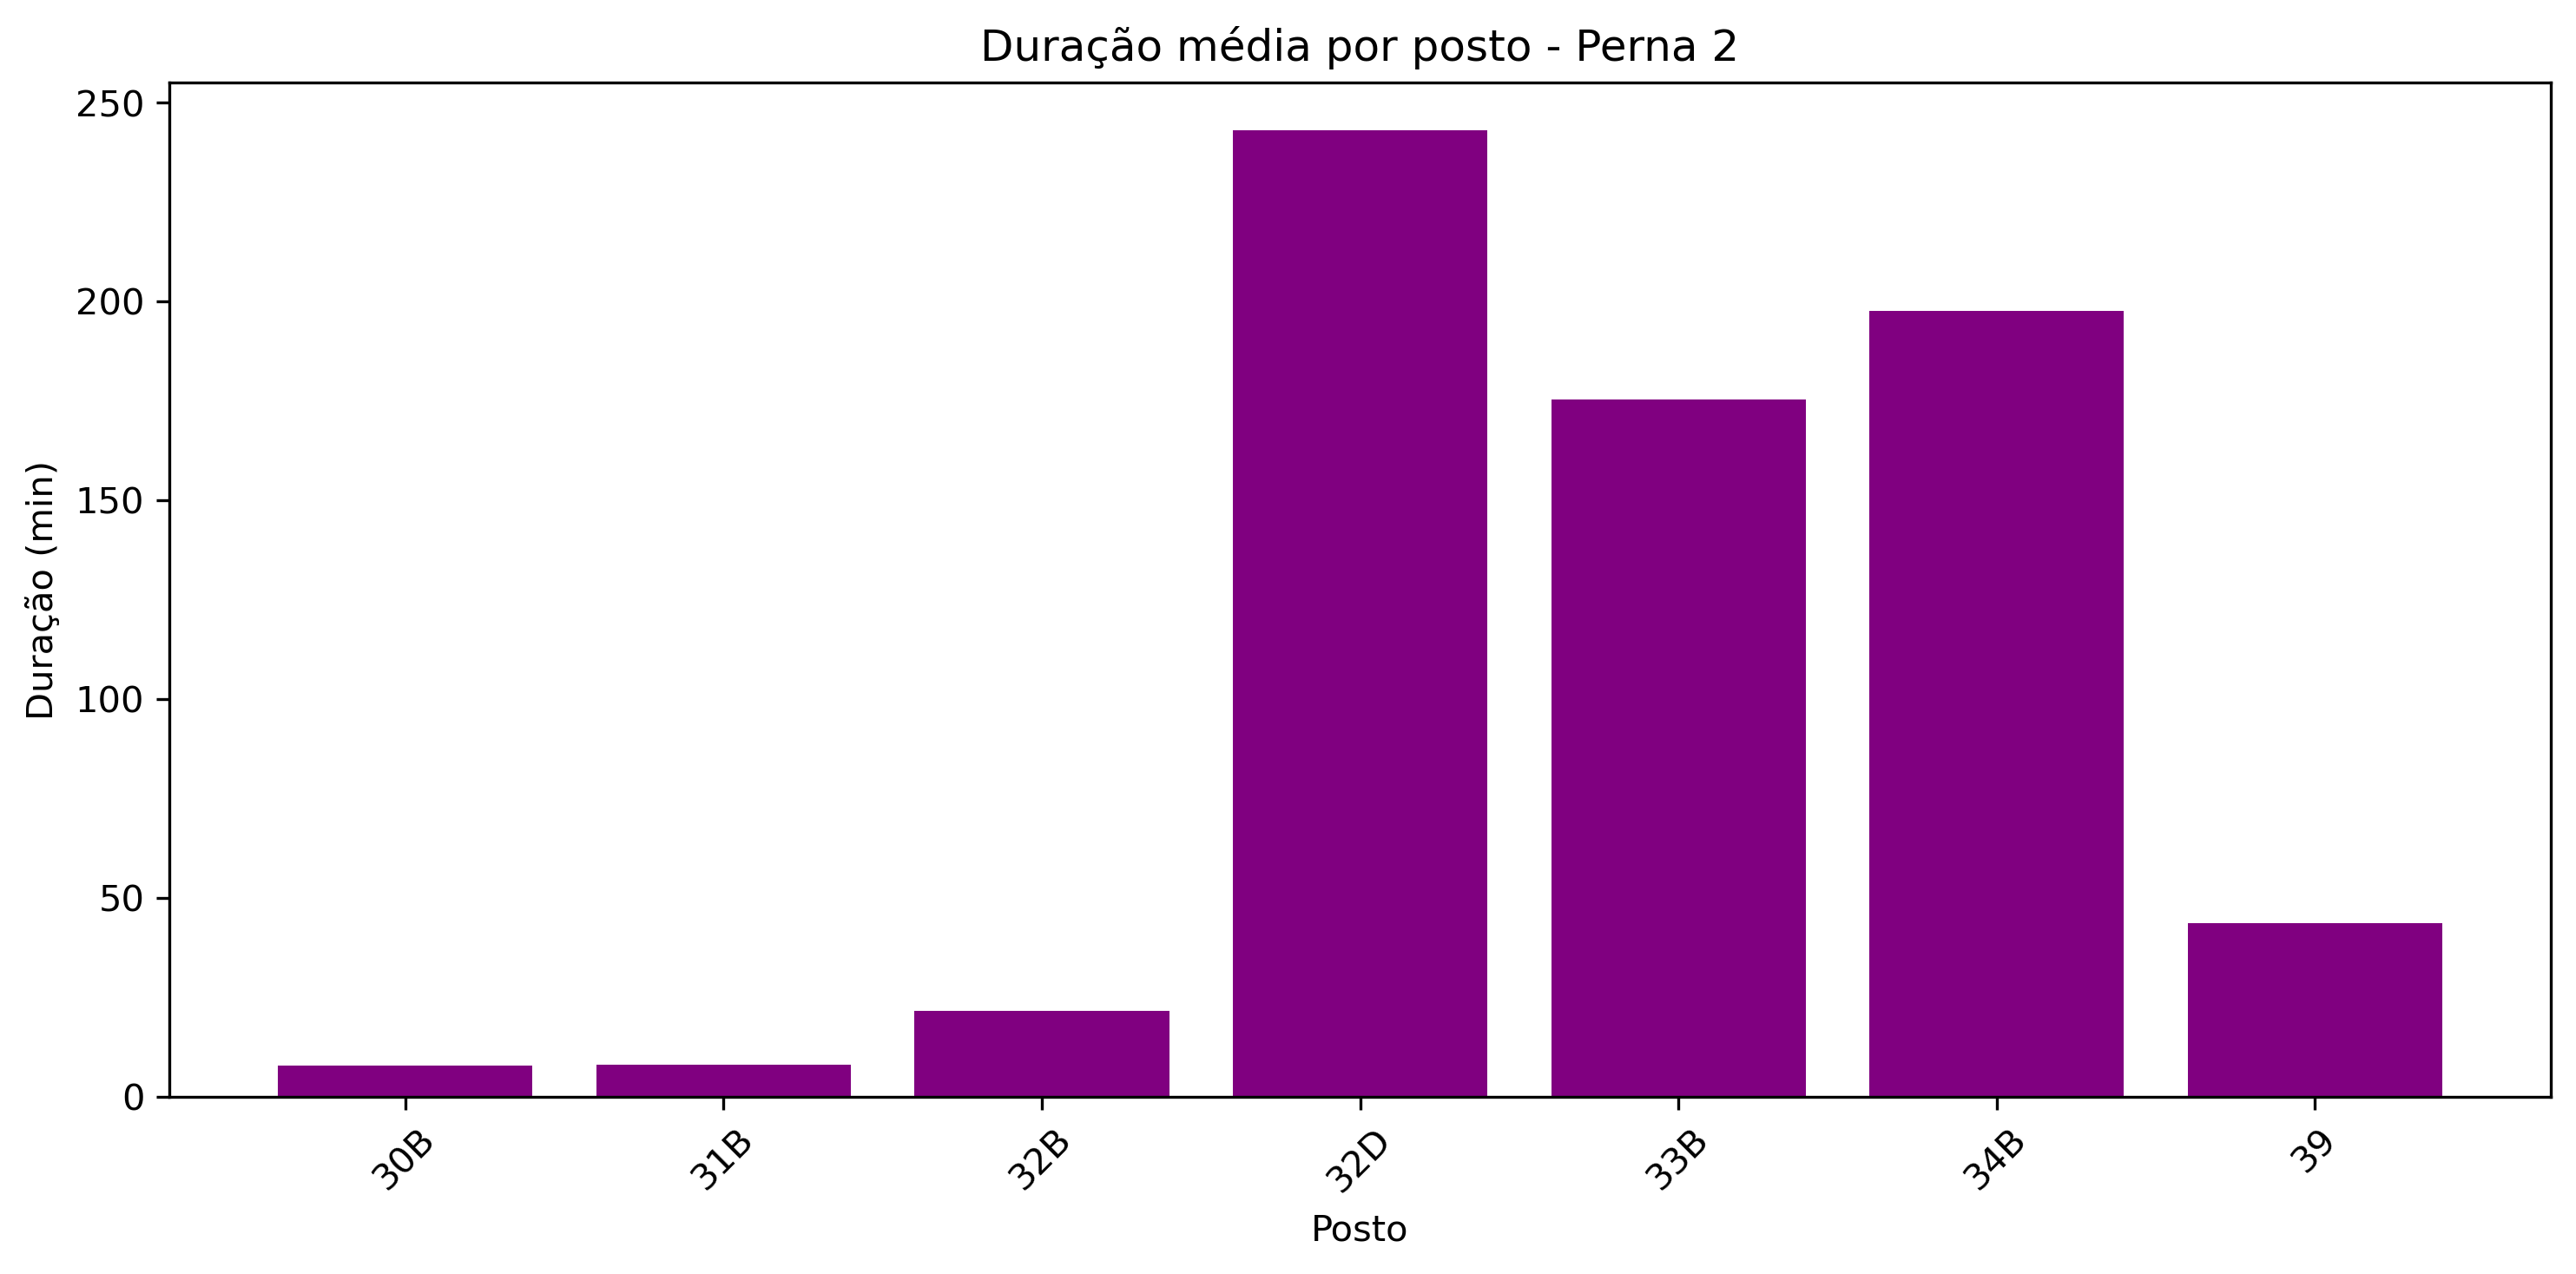 Duração média por posto - Perna 2
Duração (min)
250
200
150
100
50
0
30B
31B
32B
32D
33B
34B
39
Posto